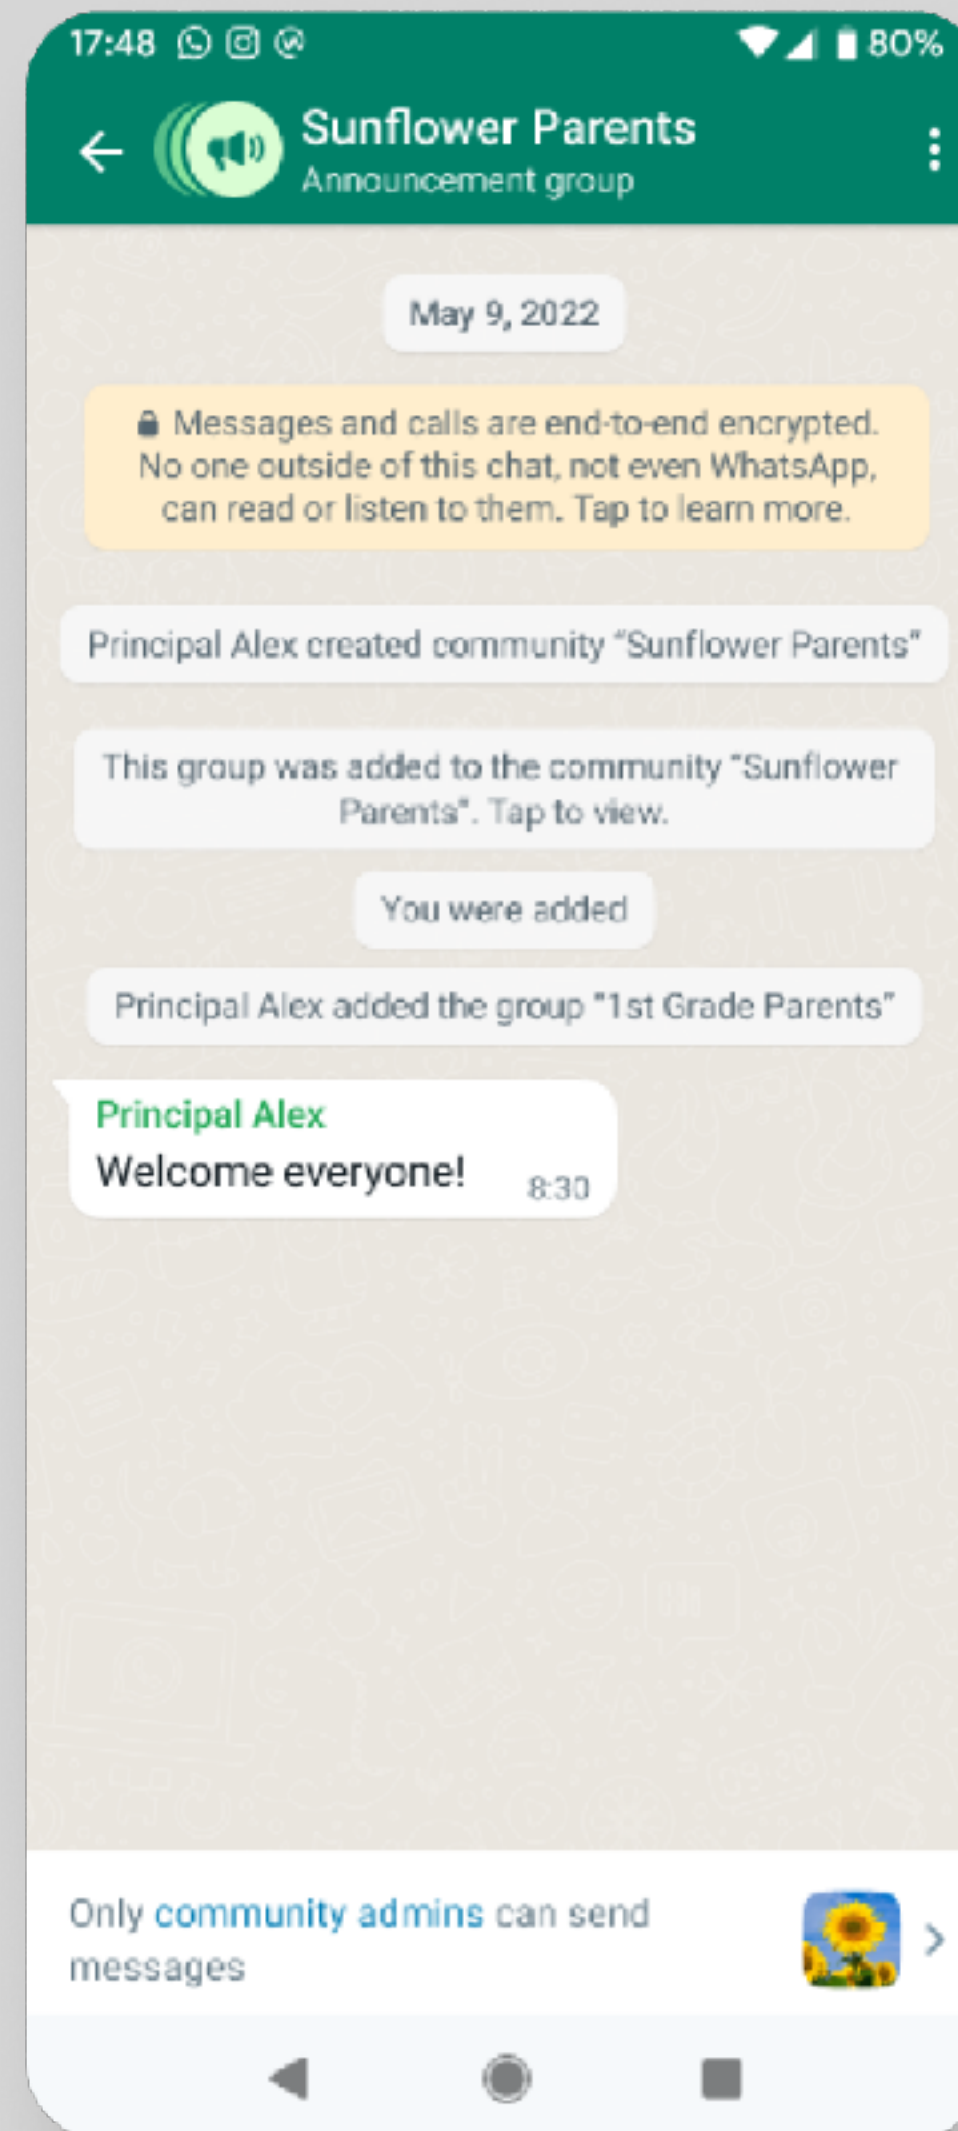 17:48 80%
Sunflower Parents
Announcement group
May 9, 2022
Messages and calls are end-to-end encrypted.
No one outside of this chat, not even WhatsApp,
can read or listen to them. Tap to learn more.
Principal Alex created community “Sunflower Parents”
This group was added to the community “Sunflower
Parents”. Tap to view.
You were added
Principal Alex added the group "1st Grade Parents”
Principal Alex
Welcome everyone! 8:30
Only community admins can send
messages